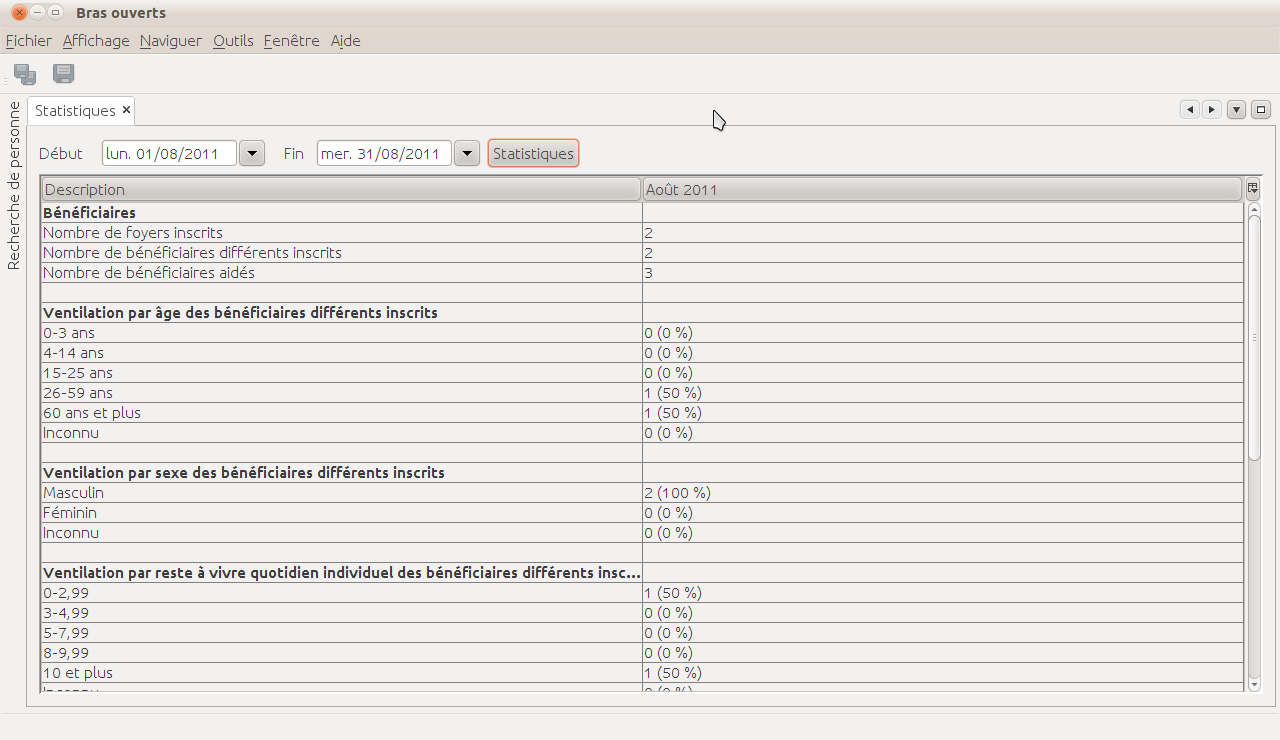 Bras ouverts
Fichier Affichage Naviguer Outils Fenêtre Aide
Recherche de personne
Statistiques
Début lun. 01/08/2011 Fin mer. 31/08/2011 Statistiques
Description Août 2011
Bénéficiaires
Nombre de foyers inscrits 2
Nombre de bénéficiaires différents inscrits 2
Nombre de bénéficiaires aidés 3
Ventilation par âge des bénéficiaires différents inscrits
0-3 ans 0 (0 %)
4-14 ans 0 (0 %)
15-25 ans 0 (0 %)
26-59 ans 1 (50 %)
60 ans et plus 1 (50 %)
Inconnu 0 (0 %)
Ventilation par sexe des bénéficiaires différents inscrits
Masculin 2 (100 %)
Féminin 0 (0 %)
Inconnu 0 (0 %)
Ventilation par reste à vivre quotidien individuel des bénéficiaires différents insc...
0-2,99 1 (50 %)
3-4,99 0 (0 %)
5-7,99 0 (0 %)
8-9,99 0 (0 %)
10 et plus 1 (50 %)